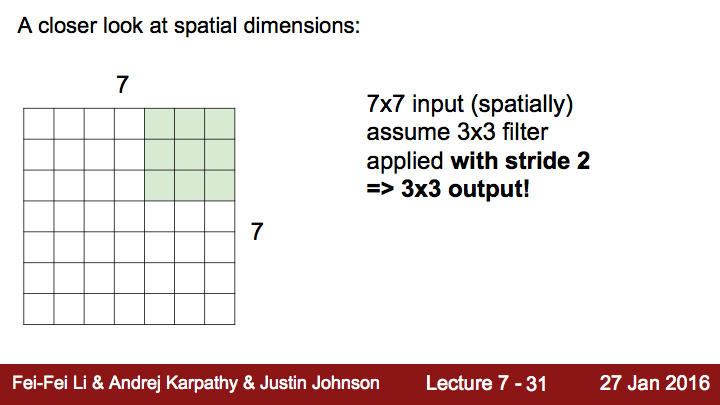 A closer look at spatial dimensions:
7
7x7 input (spatially)
assume 3x3 filter
applied with stride 2
=> 3x3 output!
7
Fei-Fei Li & Andrej Karpathy & Justin Johnson
Lecture 7 - 31
27 Jan 2016